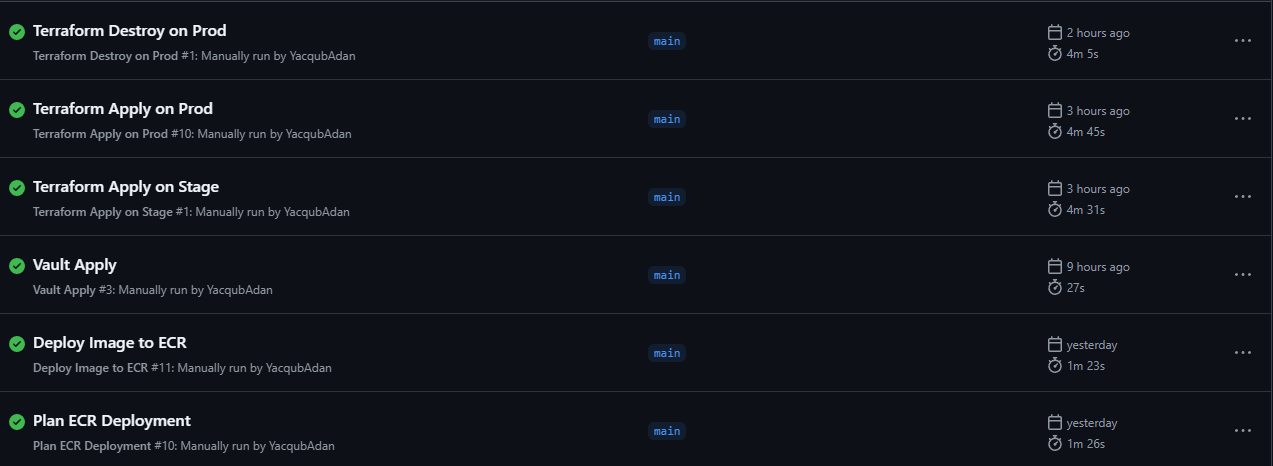 Terraform Destroy on Prod
Terraform Destroy on Prod #1: Manually run by YacqubAdan
main
2 hours ago
4m 5s
Terraform Apply on Prod
Terraform Apply on Prod #10: Manually run by YacqubAdan
main
3 hours ago
4m 45s
Terraform Apply on Stage
Terraform Apply on Stage #1: Manually run by YacqubAdan
main
3 hours ago
4m 31s
Vault Apply
Vault Apply #3: Manually run by YacqubAdan
main
9 hours ago
27s
Deploy Image to ECR
Deploy Image to ECR #11: Manually run by YacqubAdan
main
yesterday
1m 23s
Plan ECR Deployment
Plan ECR Deployment #10: Manually run by YacqubAdan
main
yesterday
1m 26s